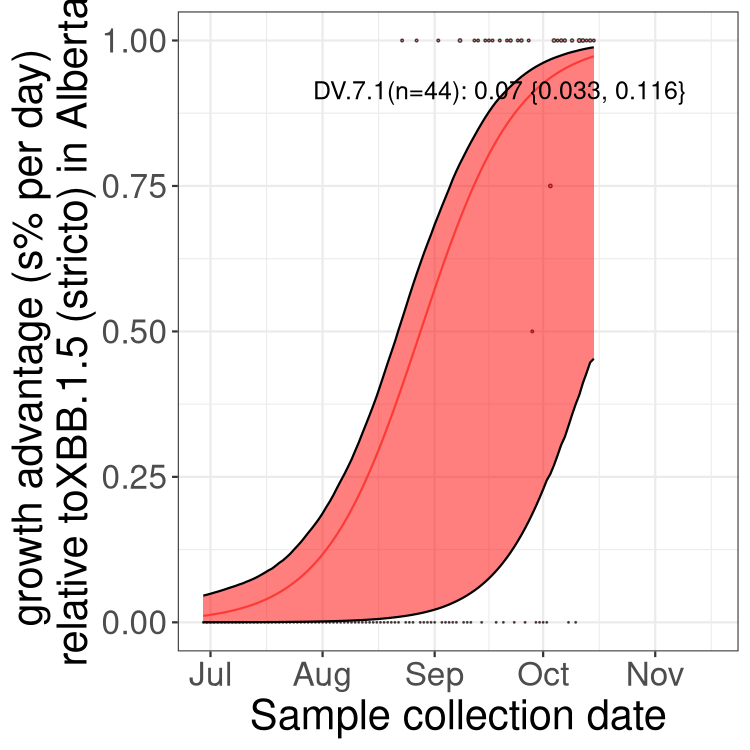 growth advantage (s% per day)
relative toXBB.1.5 (stricto) in Alberta
1.00
0.75
0.50
0.25
0.00
DV.7.1(n=44): 0.07 {0.033, 0.116}
Jul Aug Sep Oct Nov
Sample collection date